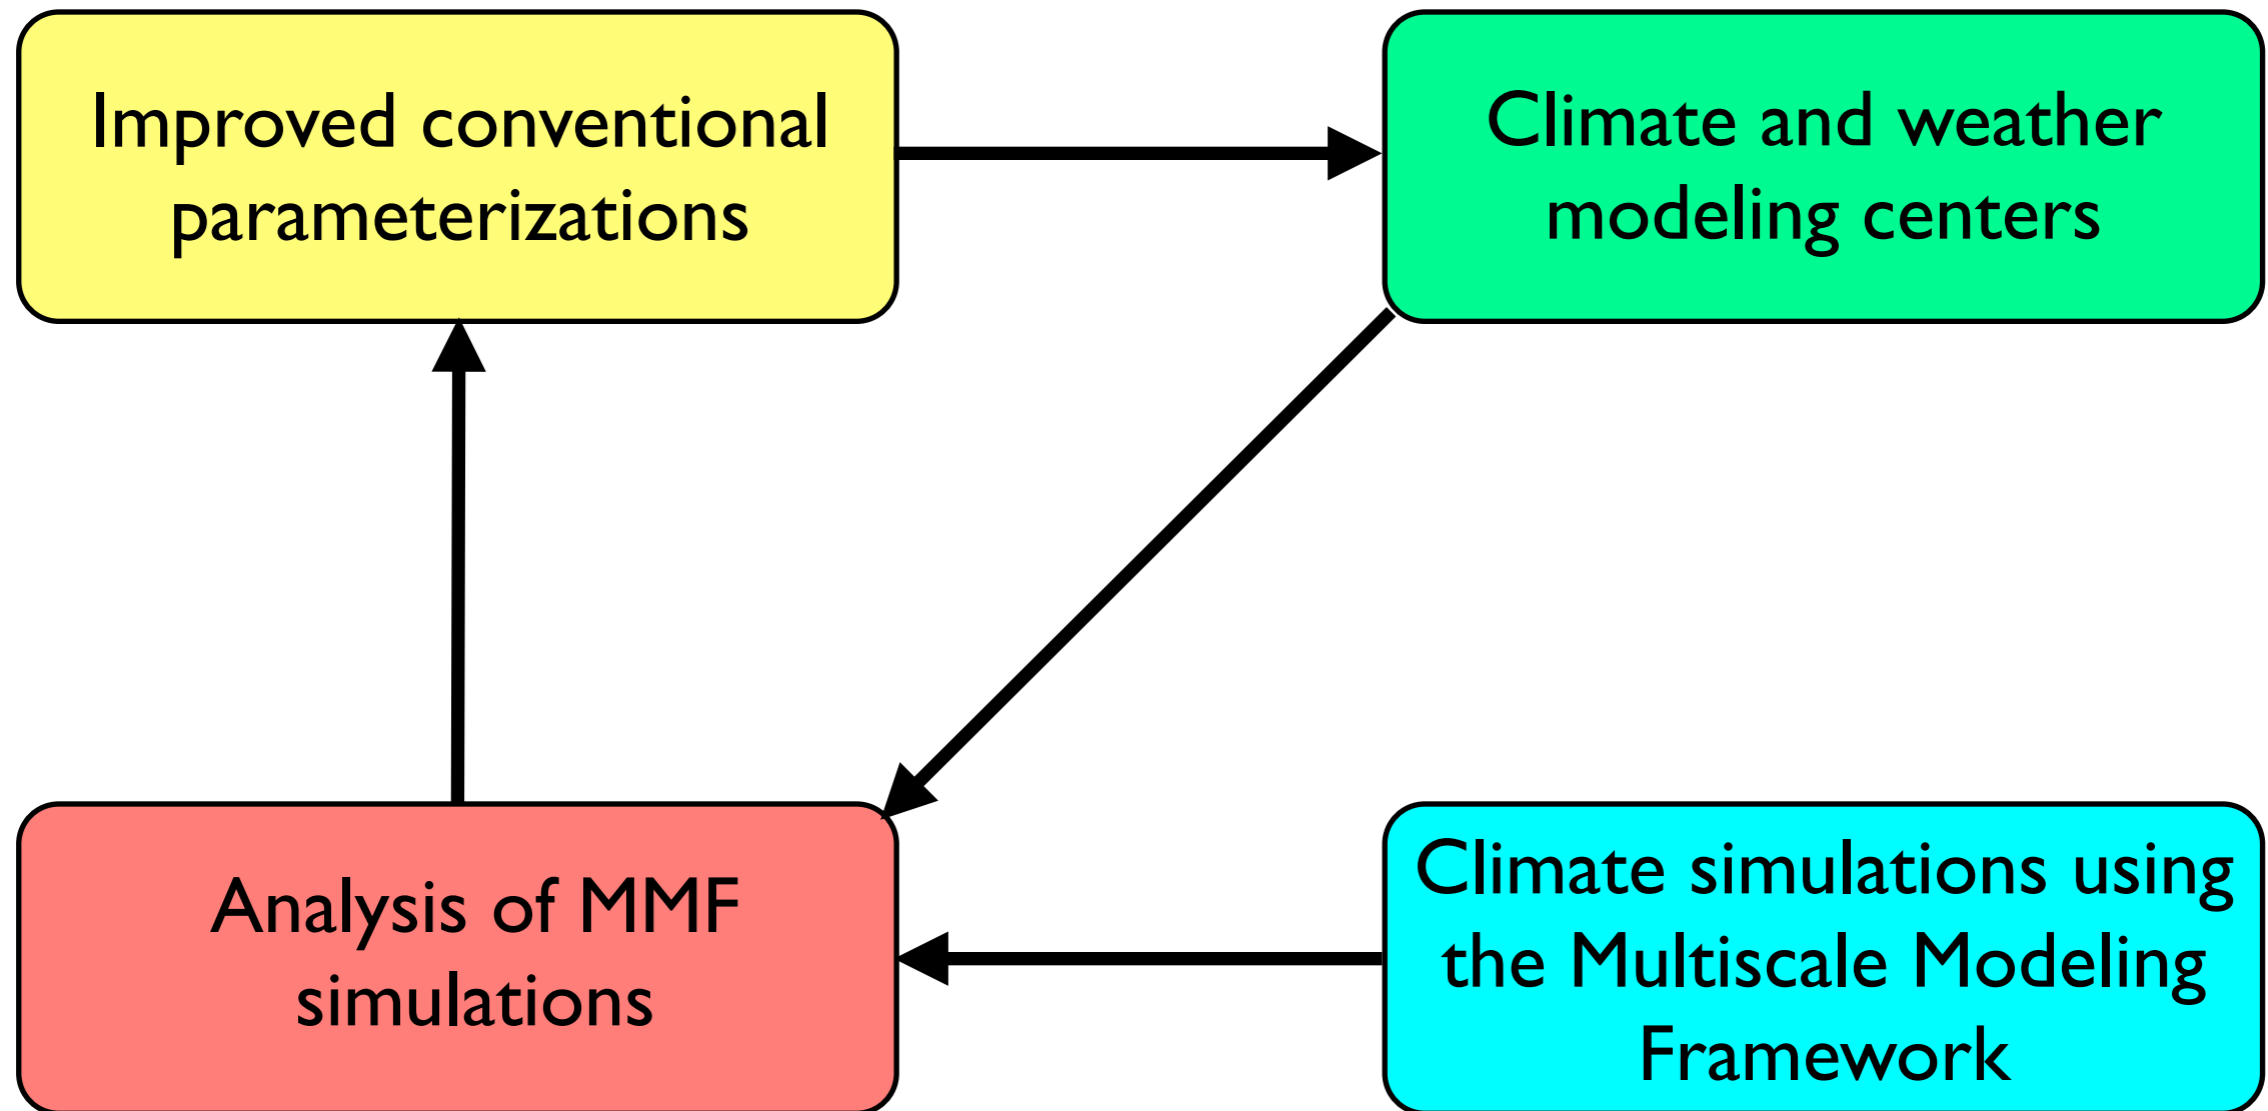 Improved conventional
parameterizations
Climate and weather
modeling centers
Analysis of MMF
simulations
Climate simulations using
the Multiscale Modeling
Framework